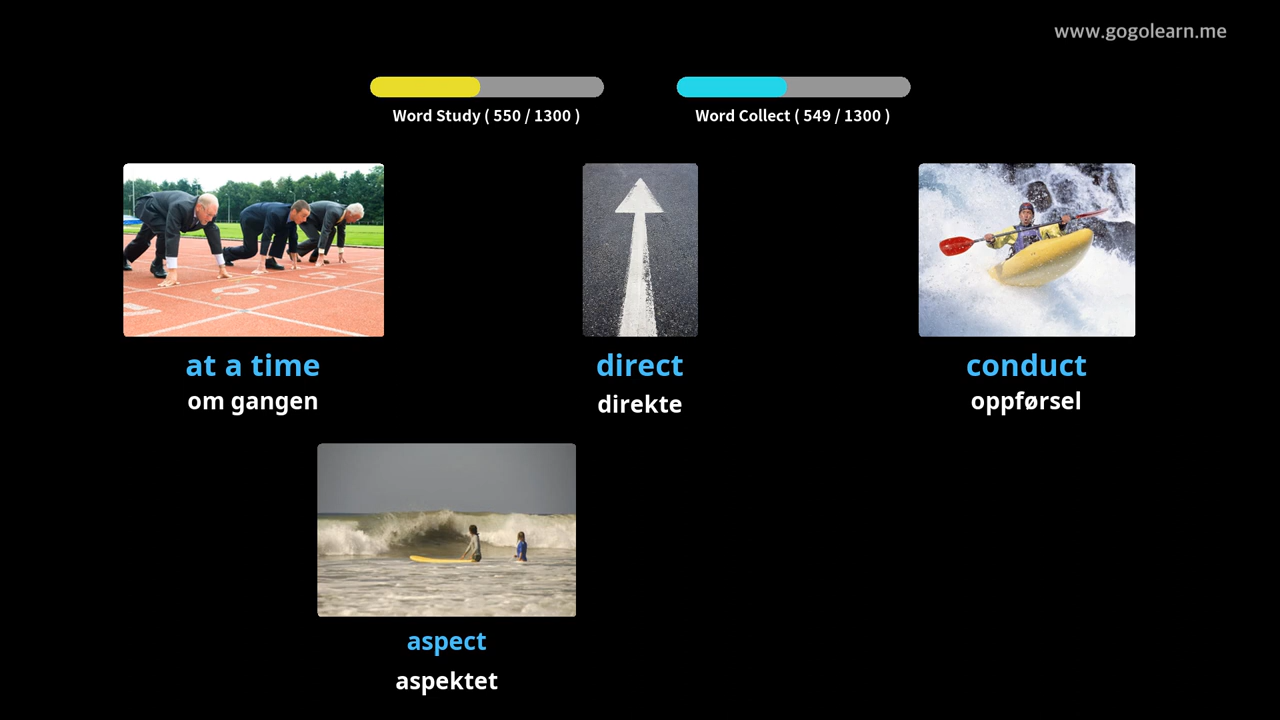 www.gogolearn.me
Word Study ( 550 / 1300 )
Word Collect ( 549 / 1300 )
at a time
om gangen
direct
direkte
conduct
oppførsel
aspect
aspektet